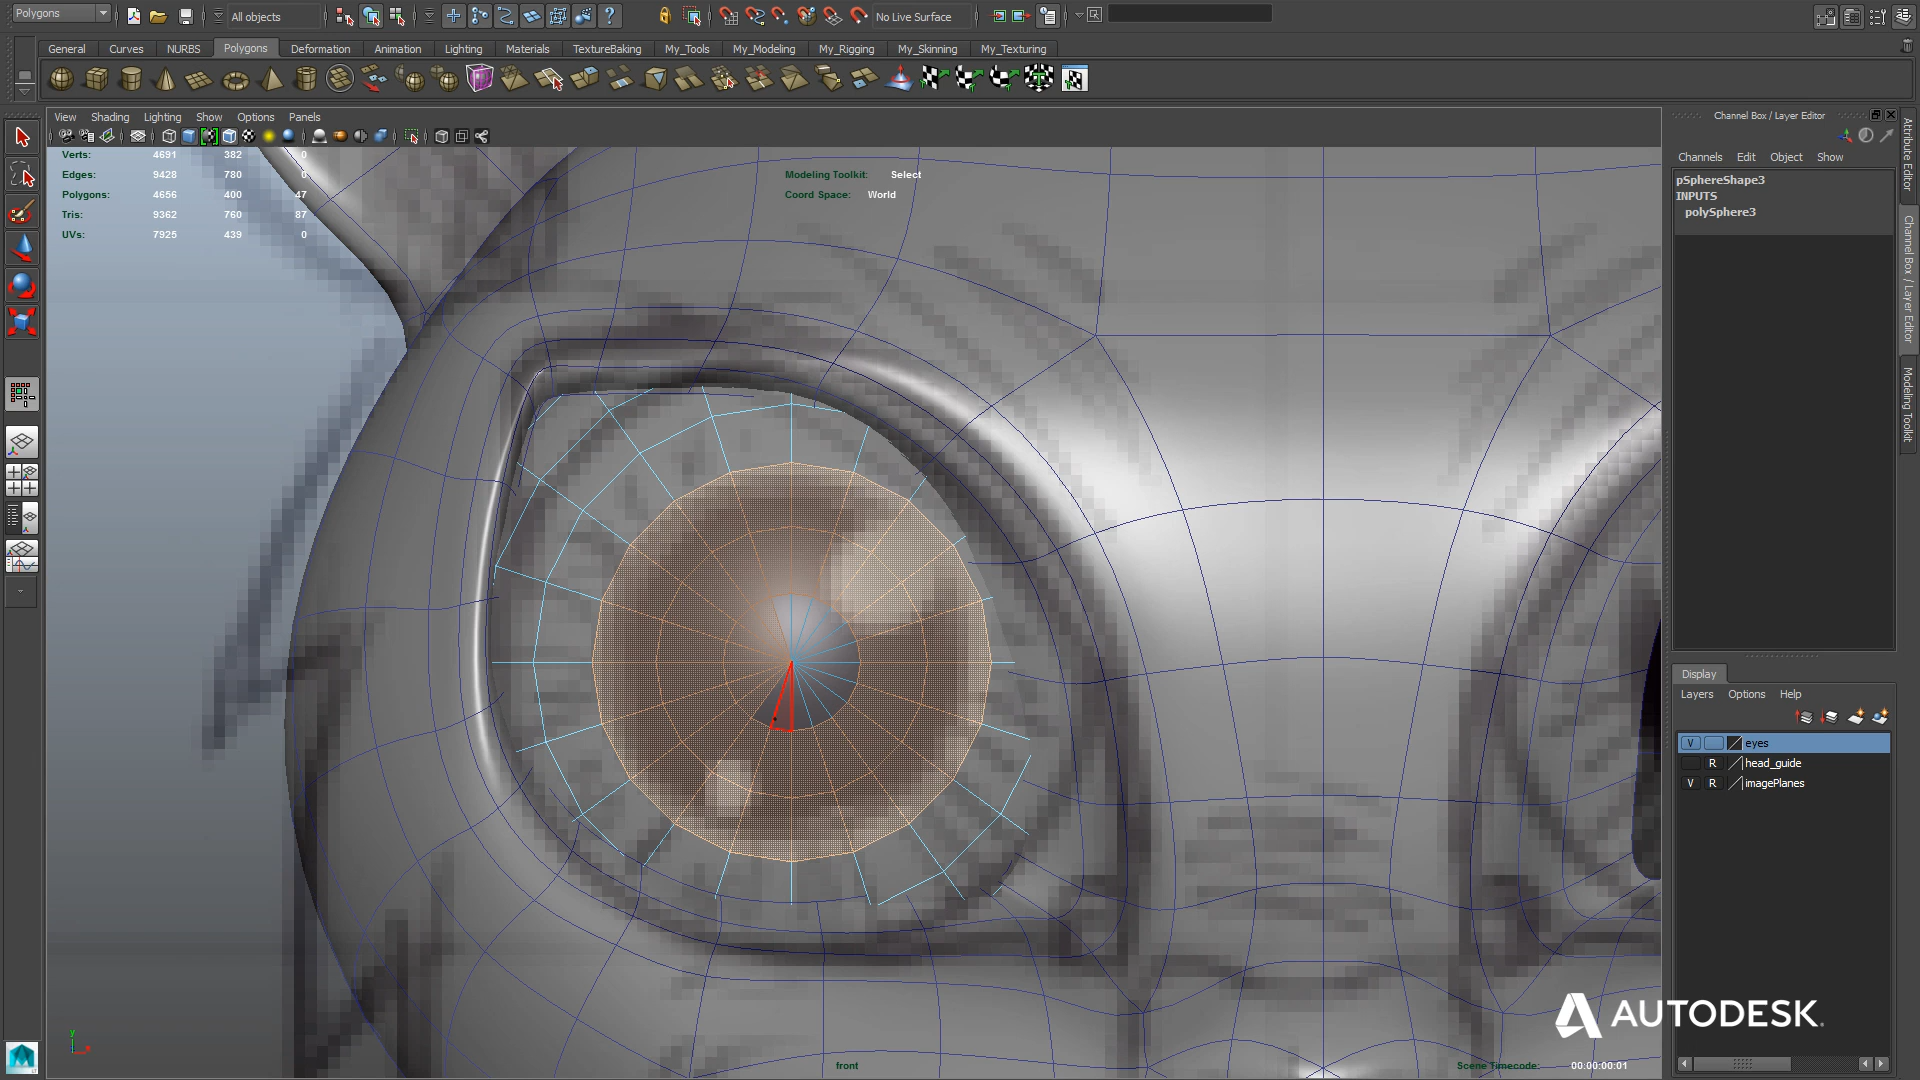 Polygons All objects No Live Surface
General Curves NURBS Polygons Deformation Animation Lighting Materials TextureBaking My_Tools My_Modeling My_Rigging My_Skinning My_Texturing
View Shading Lighting Show Options Panels
Verts: 4691 382 0
Edges: 9428 780 0
Polygons: 4656 400 47
Tris: 9362 760 87
UVs: 7925 439 0
Modeling Toolkit: Select
Coord Space: World
Channel Box / Layer Editor
Channels Edit Object Show
pSphereShape3
INPUTS
polySphere3
Attribute Editor
Channel Box / Layer Editor
Modeling Toolkit
Display
Layers Options Help
V eyes
R head_guide
V R imagePlanes
AUTODESK.
y
front
Scene Timecode: 00:00:00:01